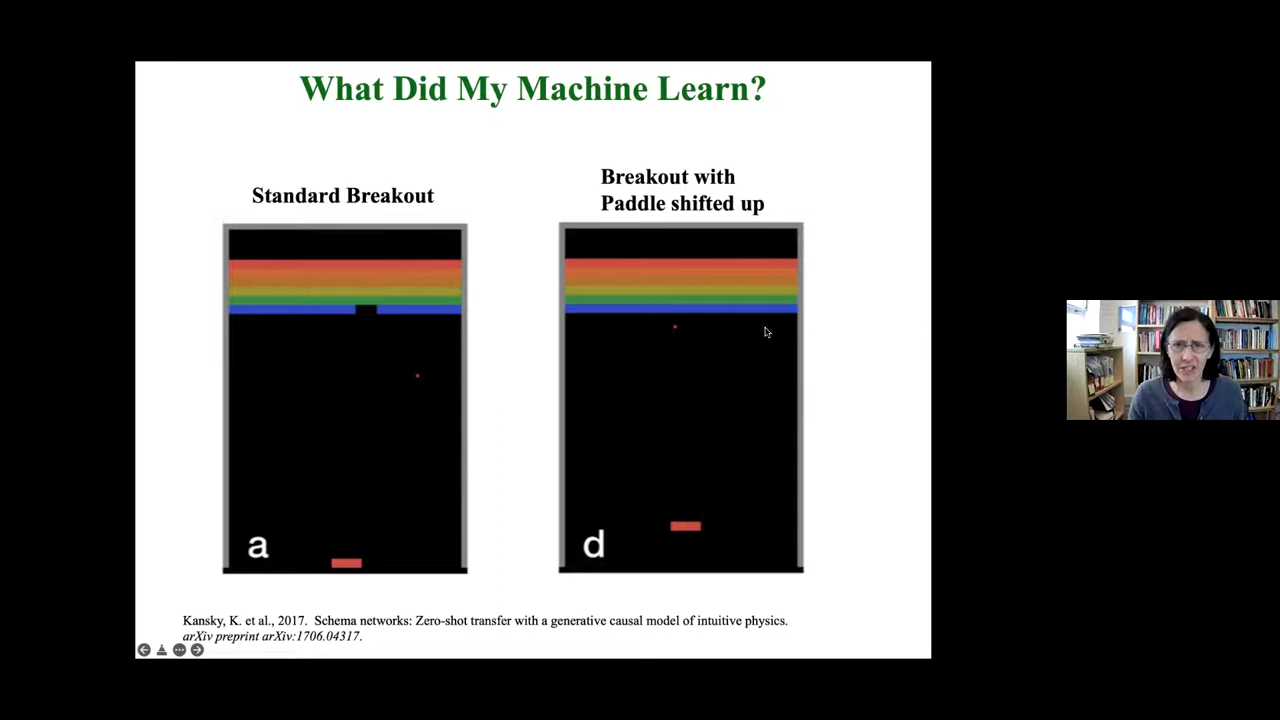 What Did My Machine Learn?
Standard Breakout
Breakout with
Paddle shifted up
a
d
Kansky, K. et al., 2017. Schema networks: Zero-shot transfer with a generative causal model of intuitive physics.
arXiv preprint arXiv:1706.04317.